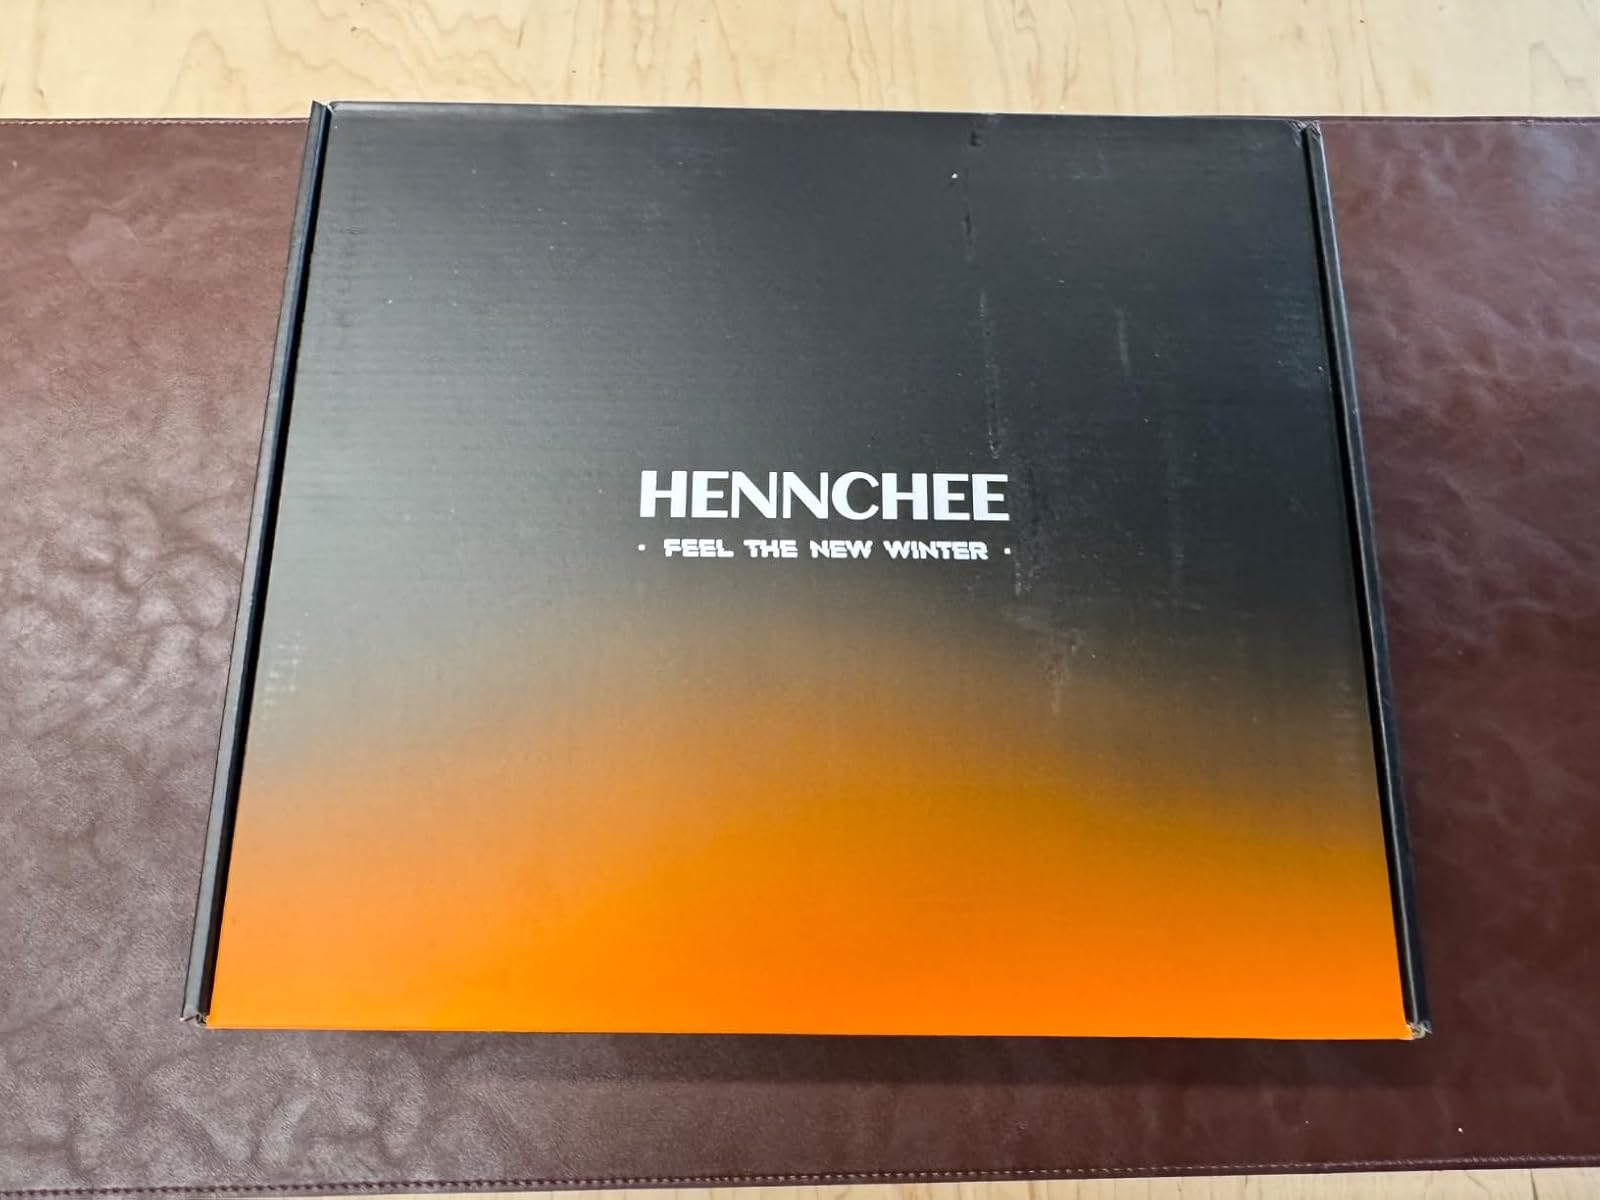 HENNCHEE
· FEEL THE NEW WINTER ·